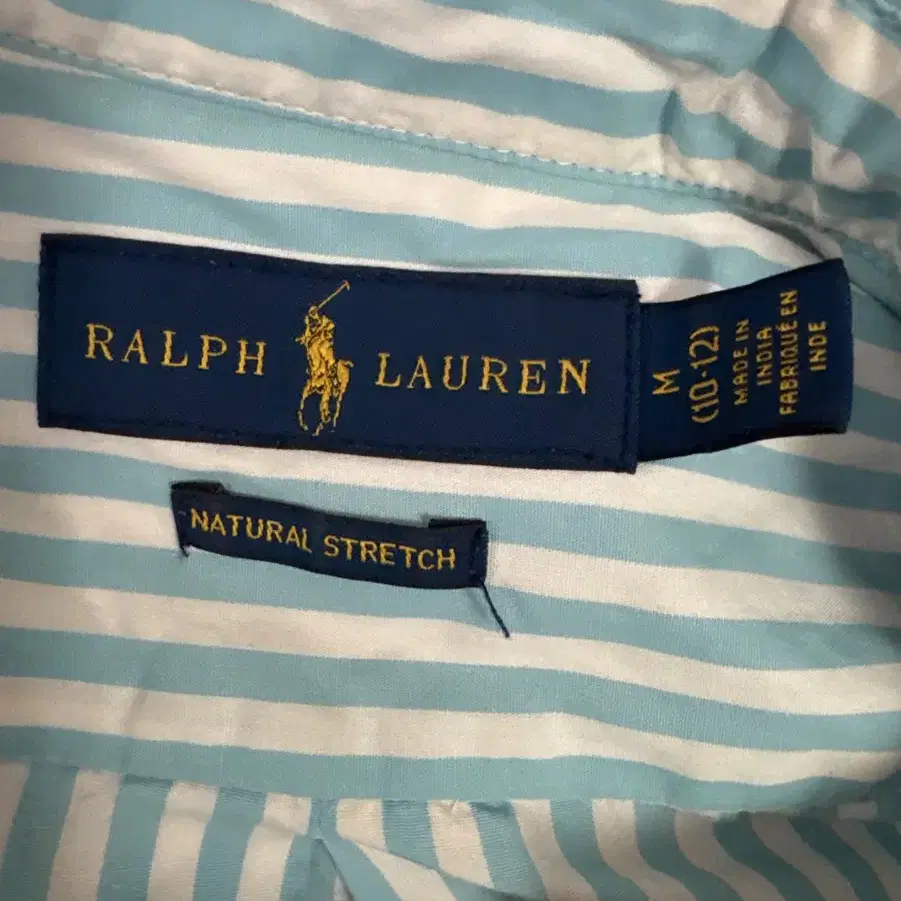 RALPH LAUREN
M
(10-12)
MADE IN
INDIA
FABRIQUÉ EN
INDE
NATURAL STRETCH